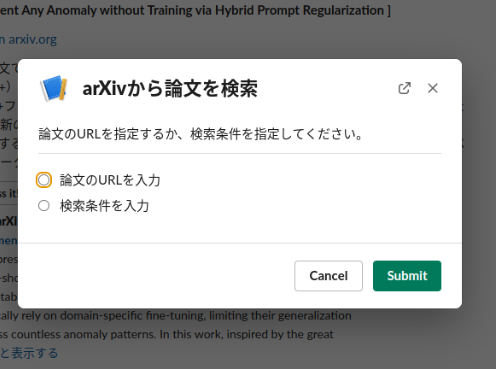 ent Any Anomaly without Training via Hybrid Prompt Regularization ]
arxiv.org
arXivから論文を検索
論文のURLを指定するか、検索条件を指定してください。
論文のURLを入力
検索条件を入力
Cancel
Submit
ally rely on domain-specific fine-tuning, limiting their generalization
ss countless anomaly patterns. In this work, inspired by the great
と表示する